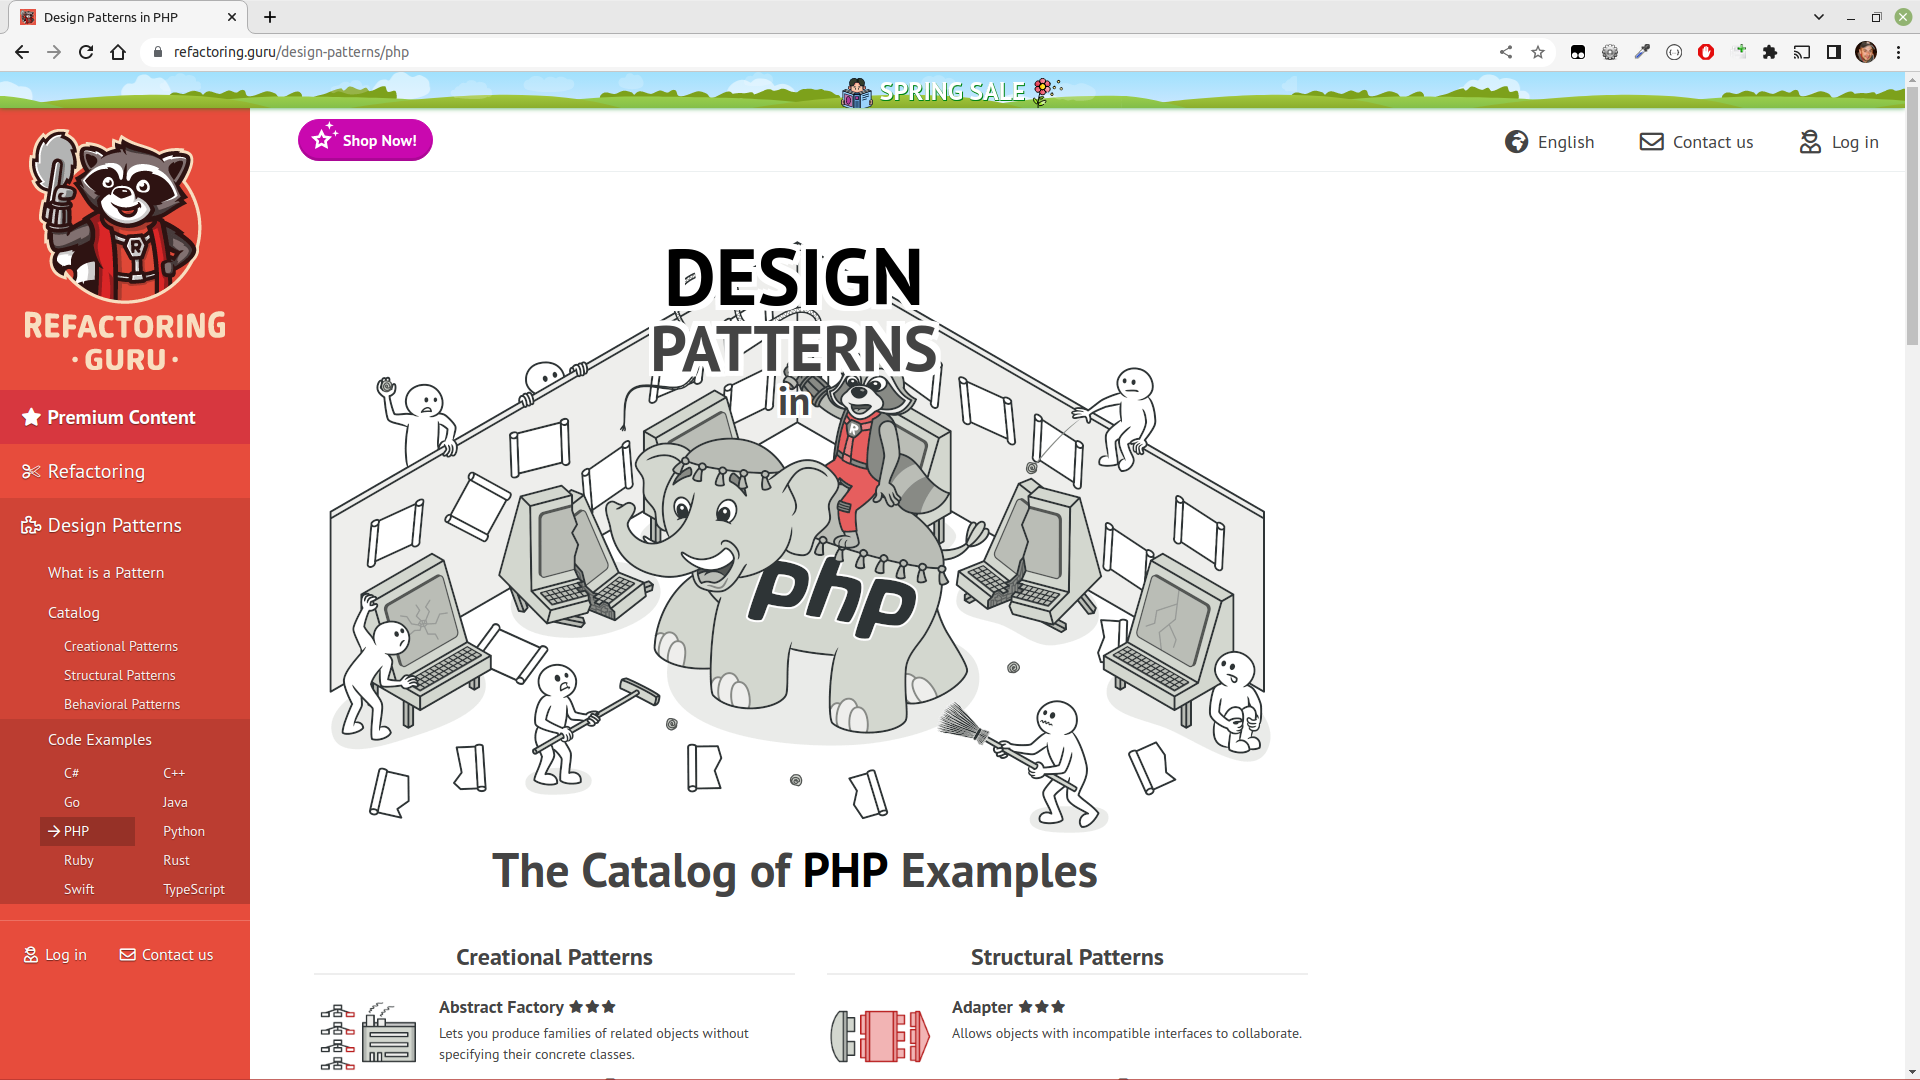 Design Patterns in PHP
refactoring.guru/design-patterns/php
SPRING SALE
Shop Now!
English
Contact us
Log in
REFACTORING
· GURU ·
Premium Content
Refactoring
Design Patterns
What is a Pattern
Catalog
Creational Patterns
Structural Patterns
Behavioral Patterns
Code Examples
C#
C++
Go
Java
PHP
Python
Ruby
Rust
Swift
TypeScript
Log in
Contact us
DESIGN
PATTERNS
in
R
R
php
The Catalog of PHP Examples
Creational Patterns
Abstract Factory
Lets you produce families of related objects without
specifying their concrete classes.
Structural Patterns
Adapter
Allows objects with incompatible interfaces to collaborate.